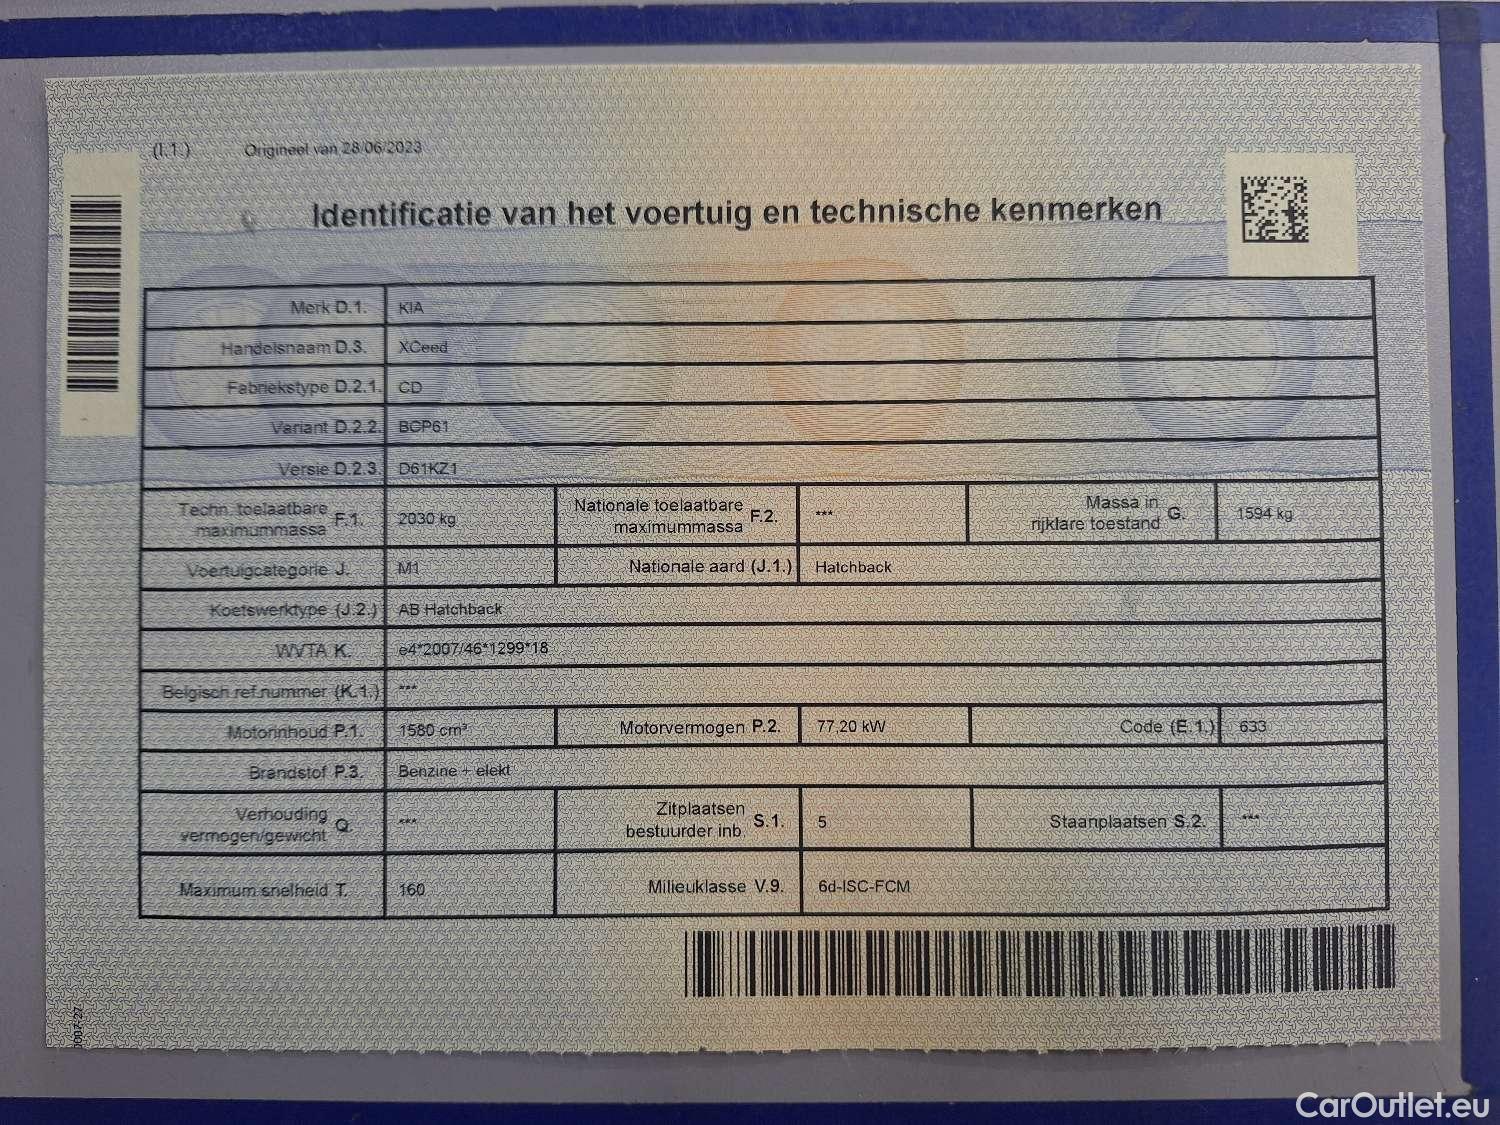 (I.1.) Origineel van 28/06/2023
Identificatie van het voertuig en technische kenmerken
Merk D.1. KIA
Handelsnaam D.3. XCeed
Fabriekstype D.2.1. CD
Variant D.2.2. BCP61
Versie D.2.3. D61KZ1
Techn. toelaatbare maximummassa F.1. 2030 kg Nationale toelaatbare maximummassa F.2. *** Massa in rijklare toestand G. 1594 kg
Voertuigcategorie J. M1 Nationale aard (J.1.) Hatchback
Koetswerktype (J.2.) AB Hatchback
WVTA K. e4*2007/46*1299*18
Belgisch ref.nummer (K.1.) ***
Motorinhoud P.1. 1580 cm³ Motorvermogen P.2. 77,20 kW Code (E.1.) 633
Brandstof P.3. Benzine + elekt
Verhouding vermogen/gewicht Q. *** Zitplaatsen bestuurder inb. S.1. 5 Staanplaatsen S.2. ***
Maximum snelheid T. 160 Milieuklasse V.9. 6d-ISC-FCM
CarOutlet.eu